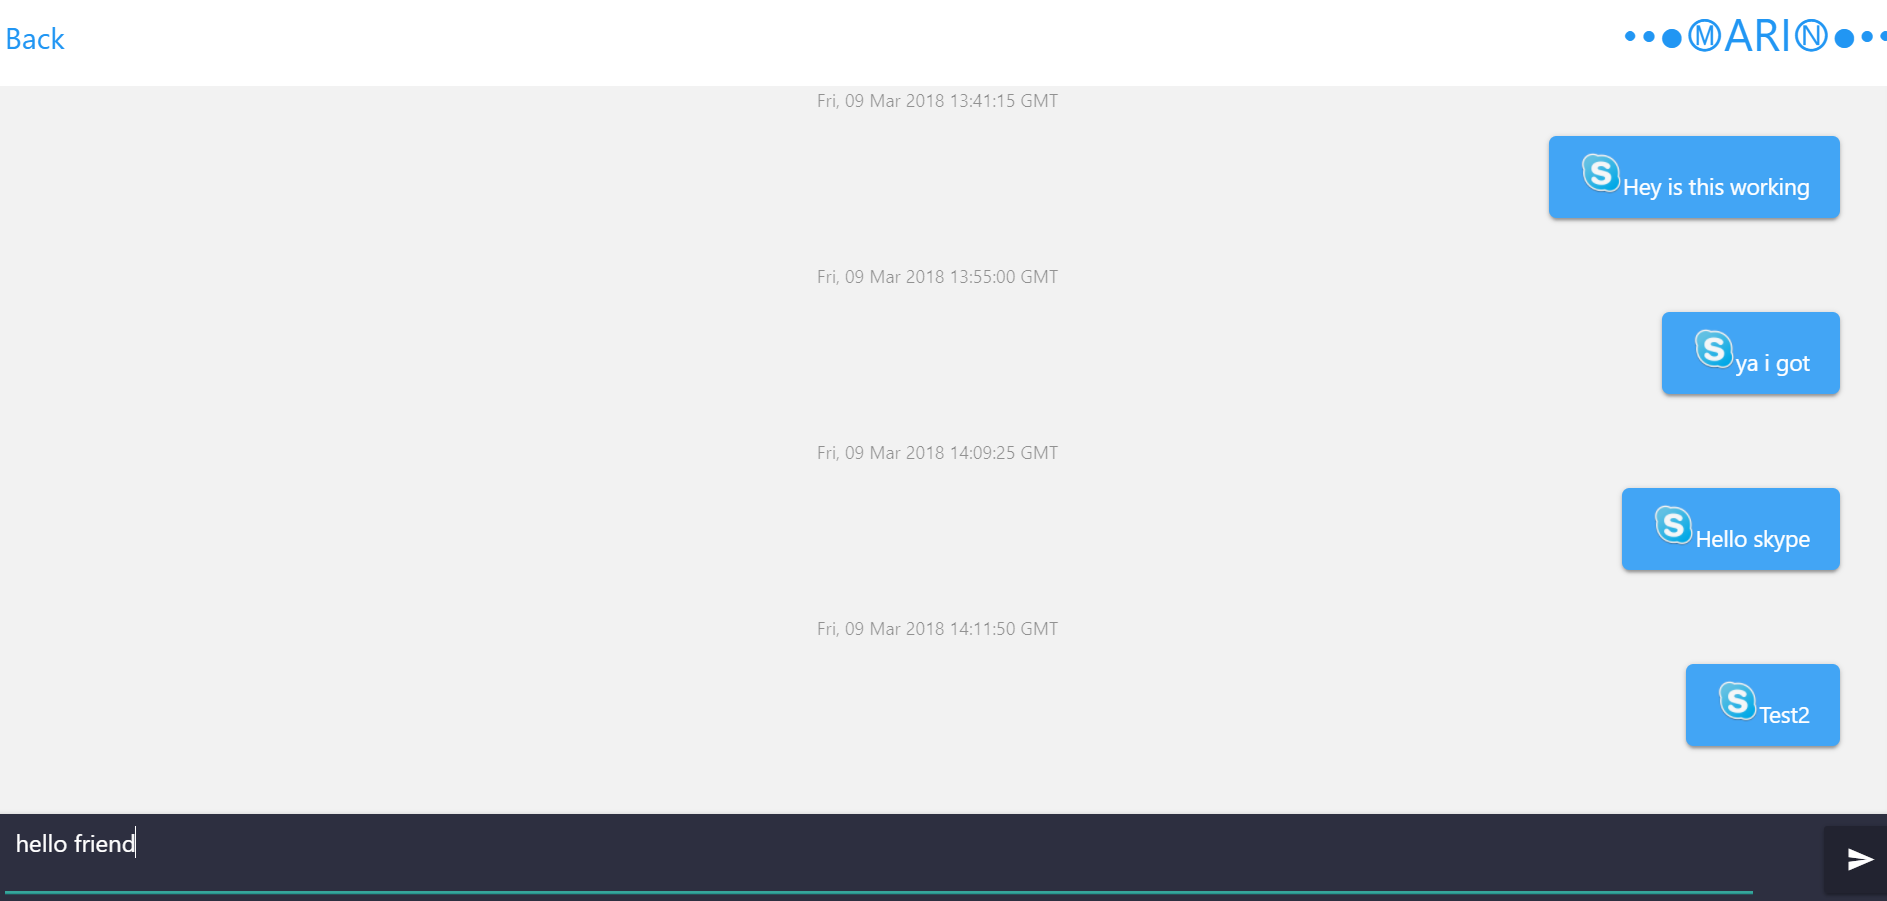 Back
••●ⓂARIⓃ●••
Fri, 09 Mar 2018 13:41:15 GMT
Hey is this working
Fri, 09 Mar 2018 13:55:00 GMT
ya i got
Fri, 09 Mar 2018 14:09:25 GMT
Hello skype
Fri, 09 Mar 2018 14:11:50 GMT
Test2
hello friend